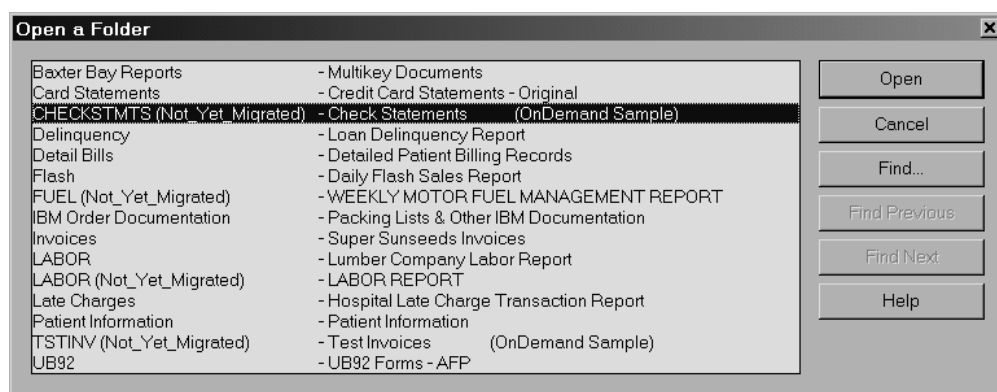 Open a Folder
Baxter Bay Reports - Multikey Documents
Card Statements - Credit Card Statements - Original
CHECKSTMTS (Not_Yet_Migrated) - Check Statements (OnDemand Sample)
Delinquency - Loan Delinquency Report
Detail Bills - Detailed Patient Billing Records
Flash - Daily Flash Sales Report
FUEL (Not_Yet_Migrated) - WEEKLY MOTOR FUEL MANAGEMENT REPORT
IBM Order Documentation - Packing Lists & Other IBM Documentation
Invoices - Super Sunseeds Invoices
LABOR - Lumber Company Labor Report
LABOR (Not_Yet_Migrated) - LABOR REPORT
Late Charges - Hospital Late Charge Transaction Report
Patient Information - Patient Information
TSTINV (Not_Yet_Migrated) - Test Invoices (OnDemand Sample)
UB92 - UB92 Forms - AFP
Open
Cancel
Find...
Find Previous
Find Next
Help